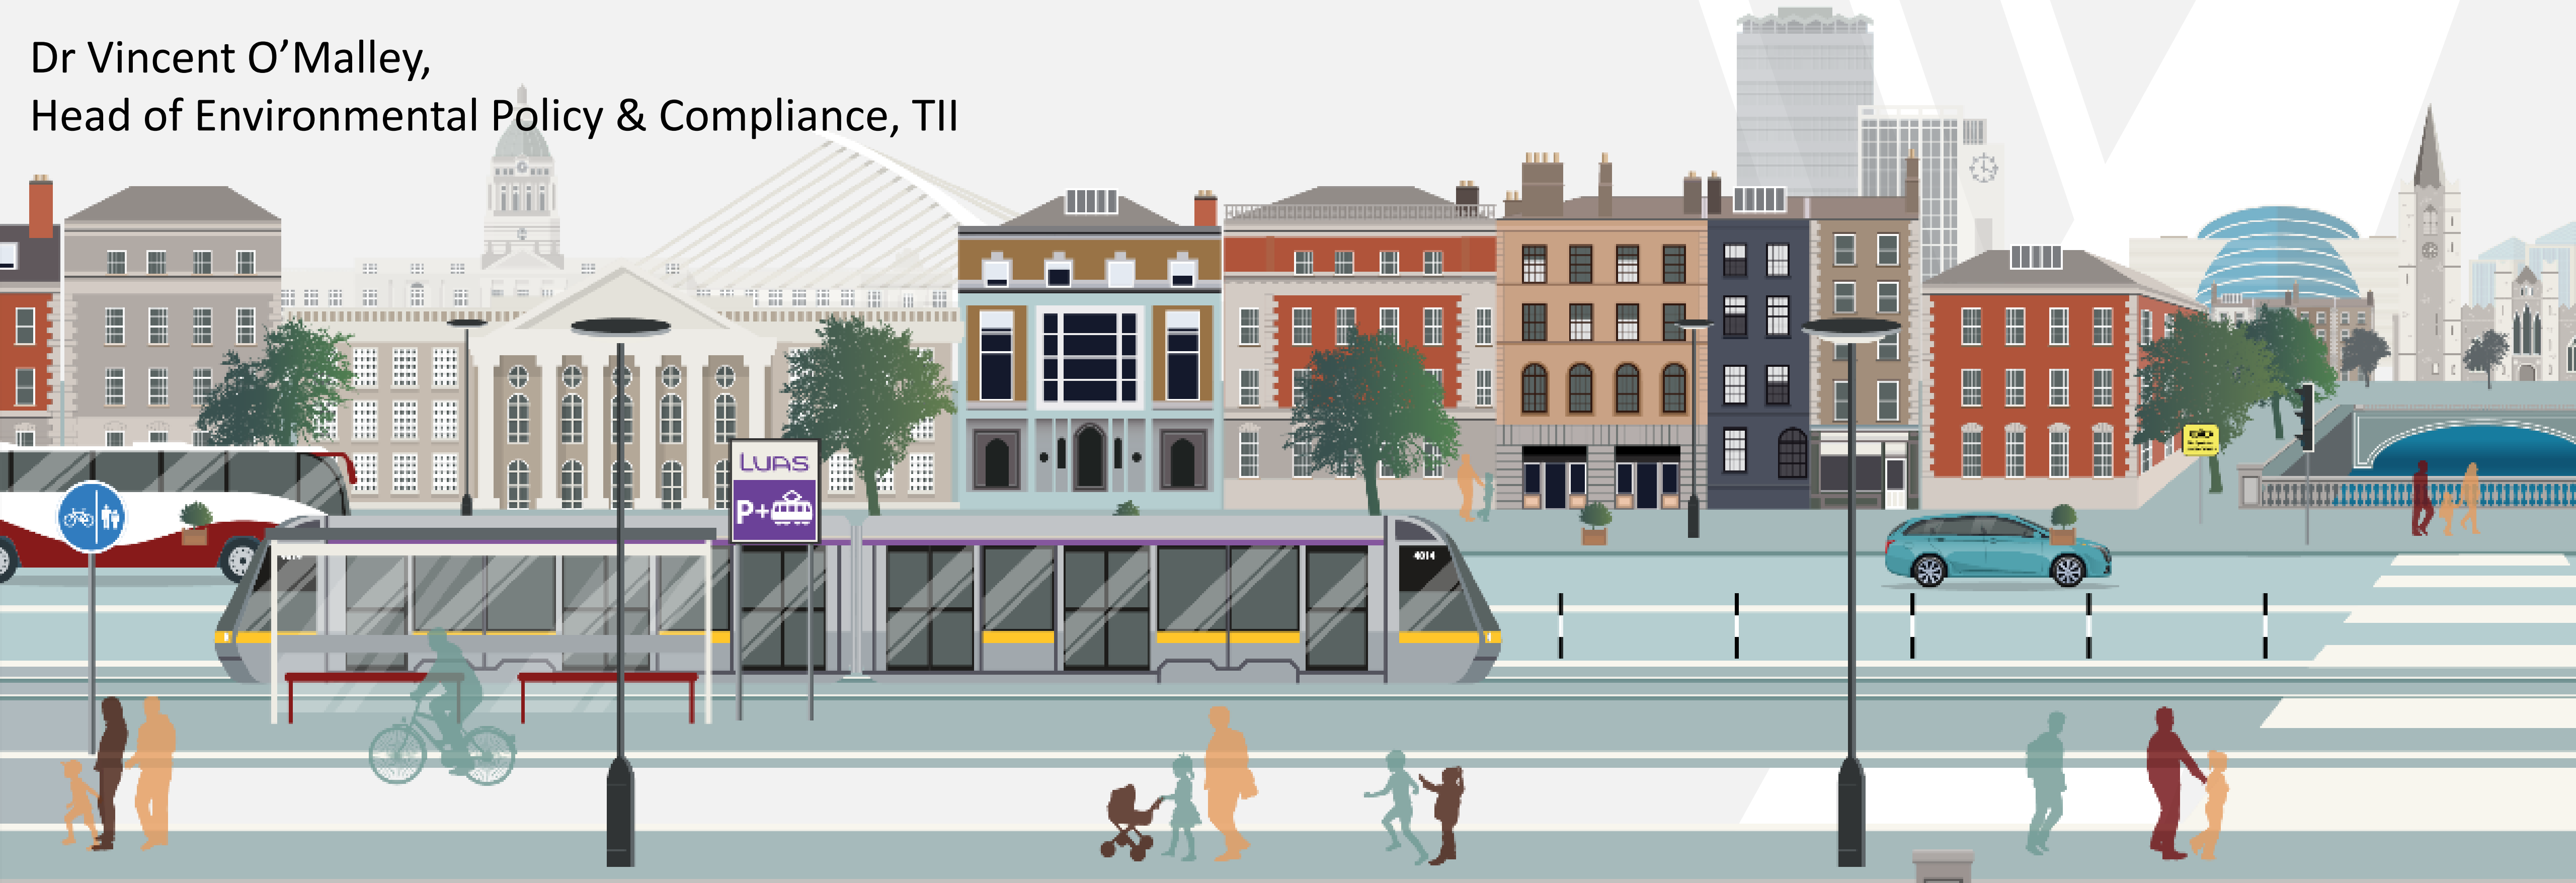 Dr Vincent O’Malley,
Head of Environmental Policy & Compliance, TII
LUAS
P+
4014